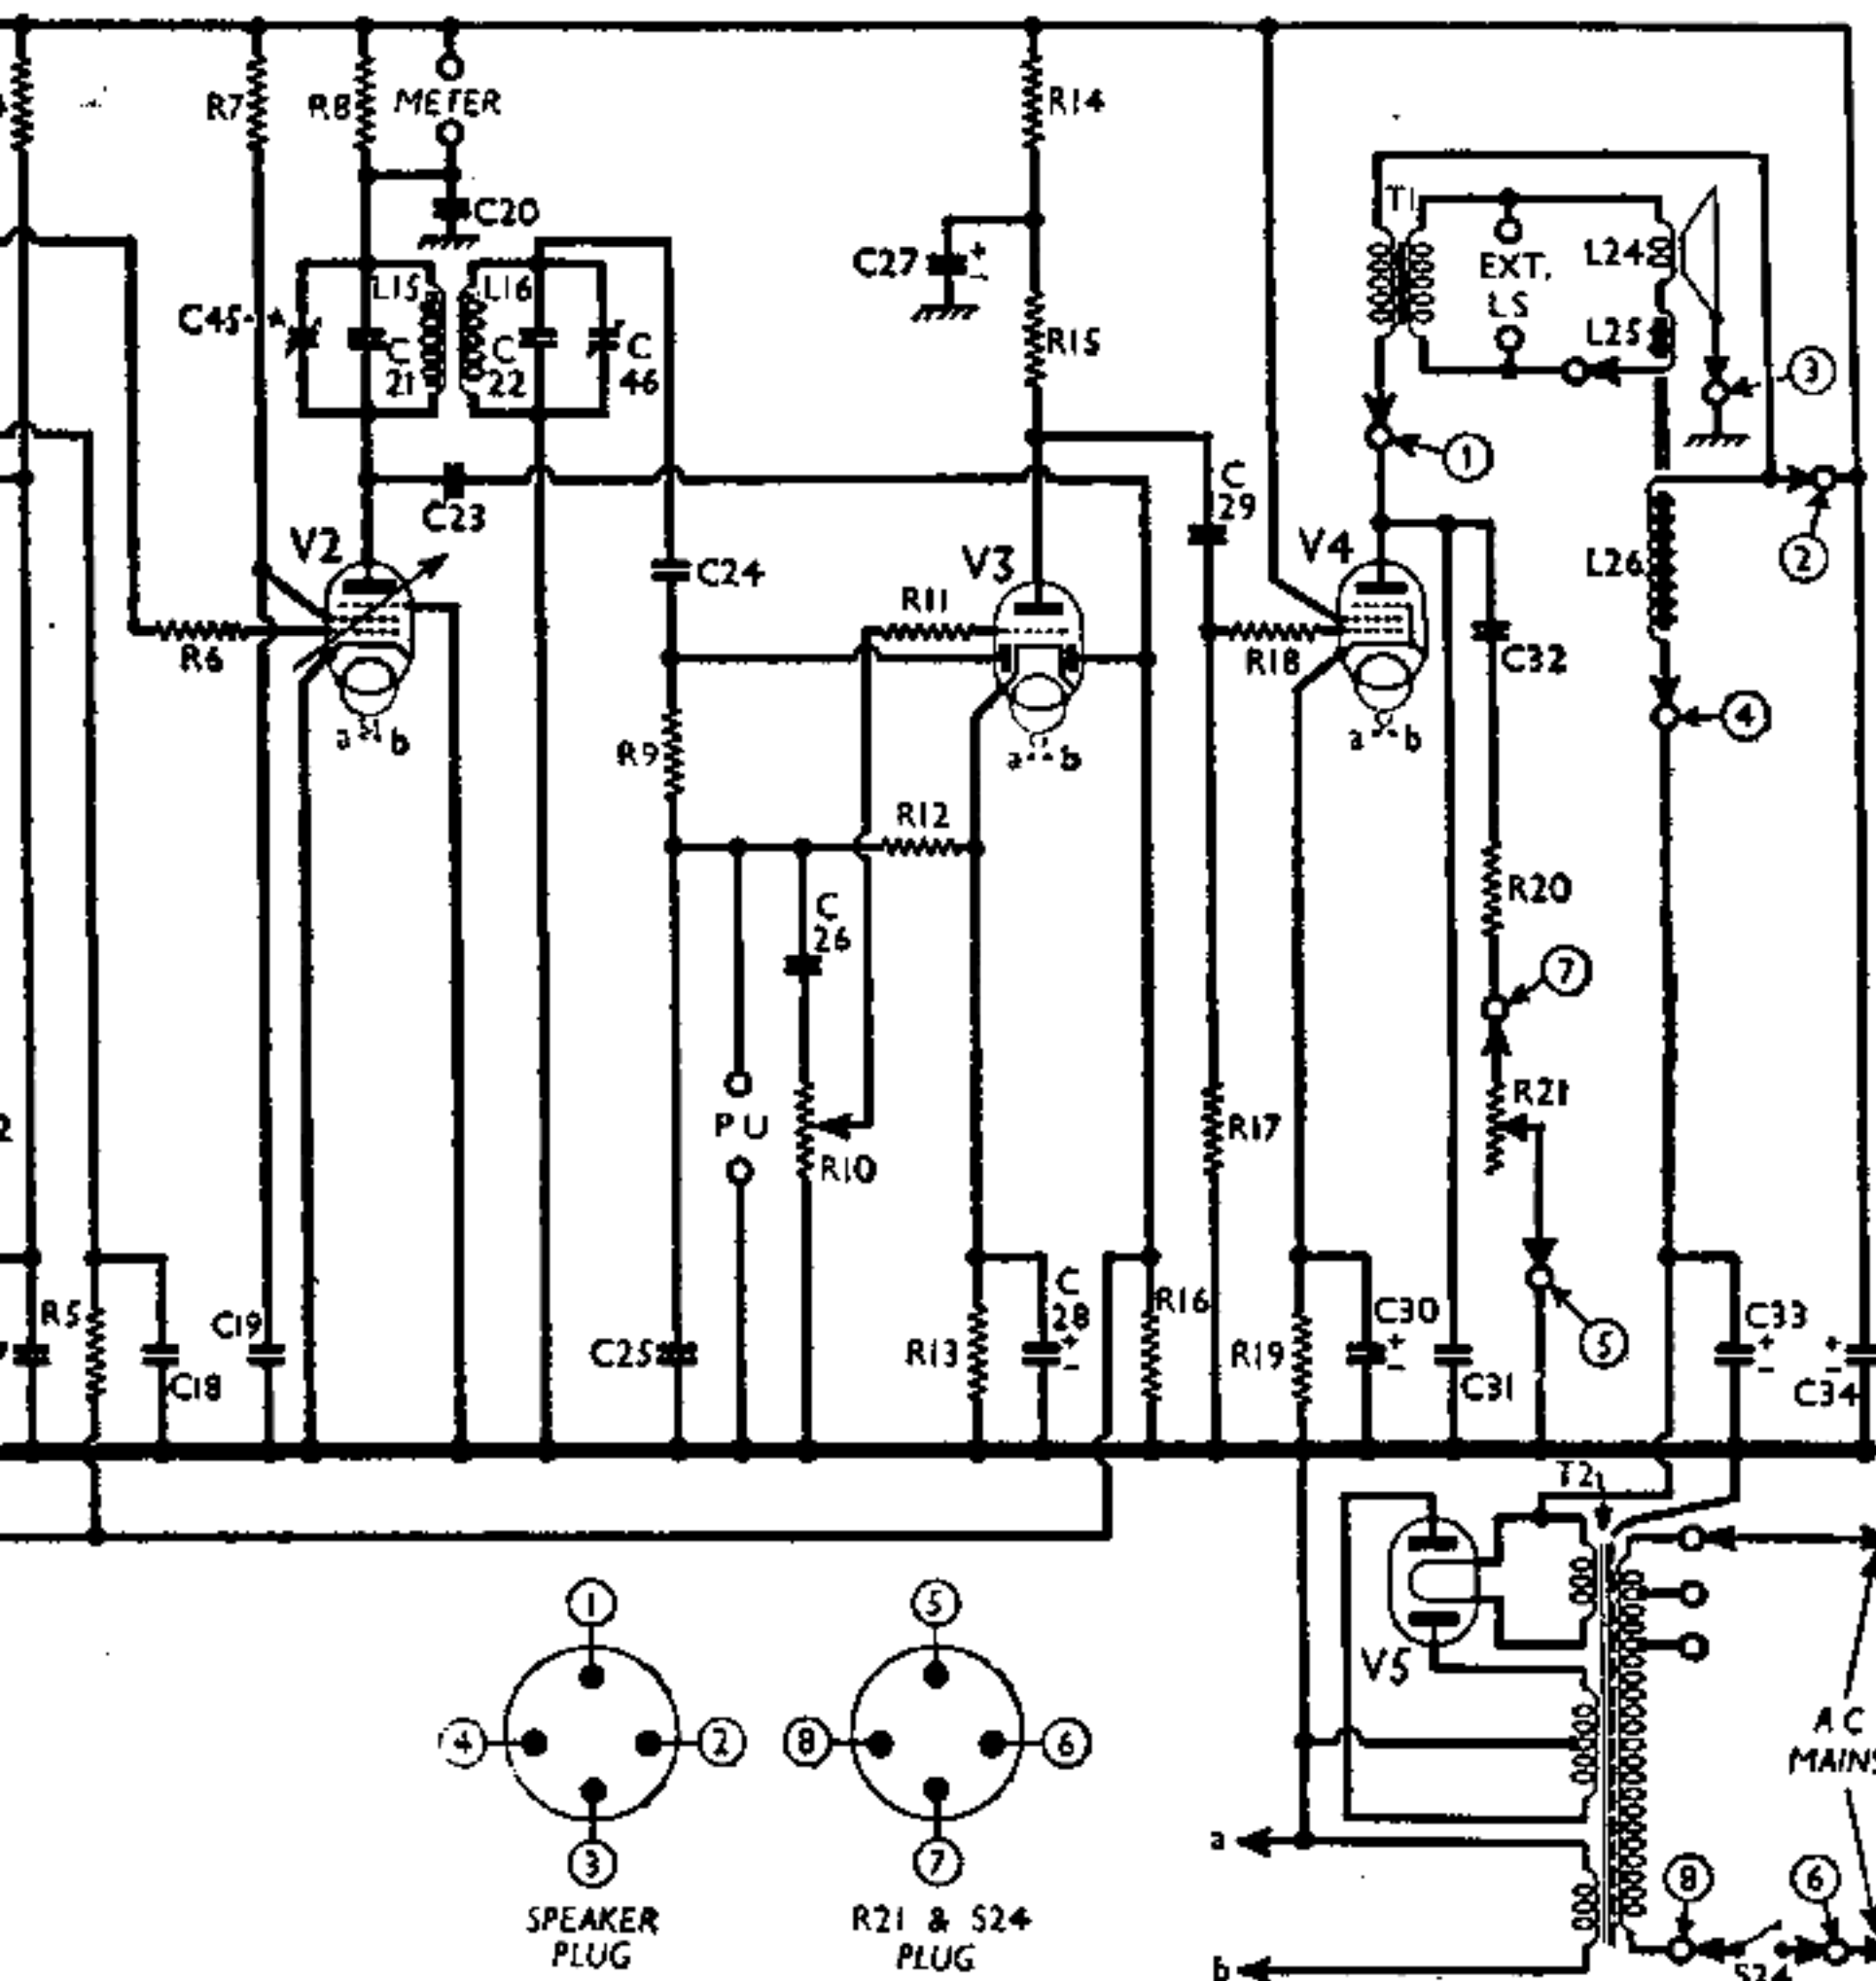 R7
R8
METER
R14
C20
T1
C27
+
-
EXT.
LS
L24
L15
L16
C45
C
21
C
22
C
46
R15
L25
3
1
C
29
2
C23
V2
C24
V3
V4
L26
R11
R6
R18
C32
4
a
b
R9
a
b
a
b
R12
R20
C
26
7
R21
PU
R10
R17
R5
C19
C18
C25
R13
C
28
+
-
R16
R19
C30
+
-
C31
5
C33
+
-
+
-
C34
T2
1
5
V5
4
2
8
6
AC
MAINS
3
7
a
SPEAKER
PLUG
R21 & S24
PLUG
8
6
b
S24